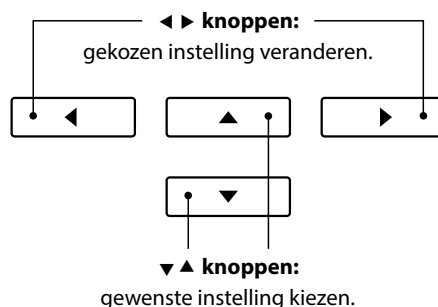 ◀ ▶ knoppen:
gekozen instelling veranderen.
▼ ▲ knoppen:
gewenste instelling kiezen.